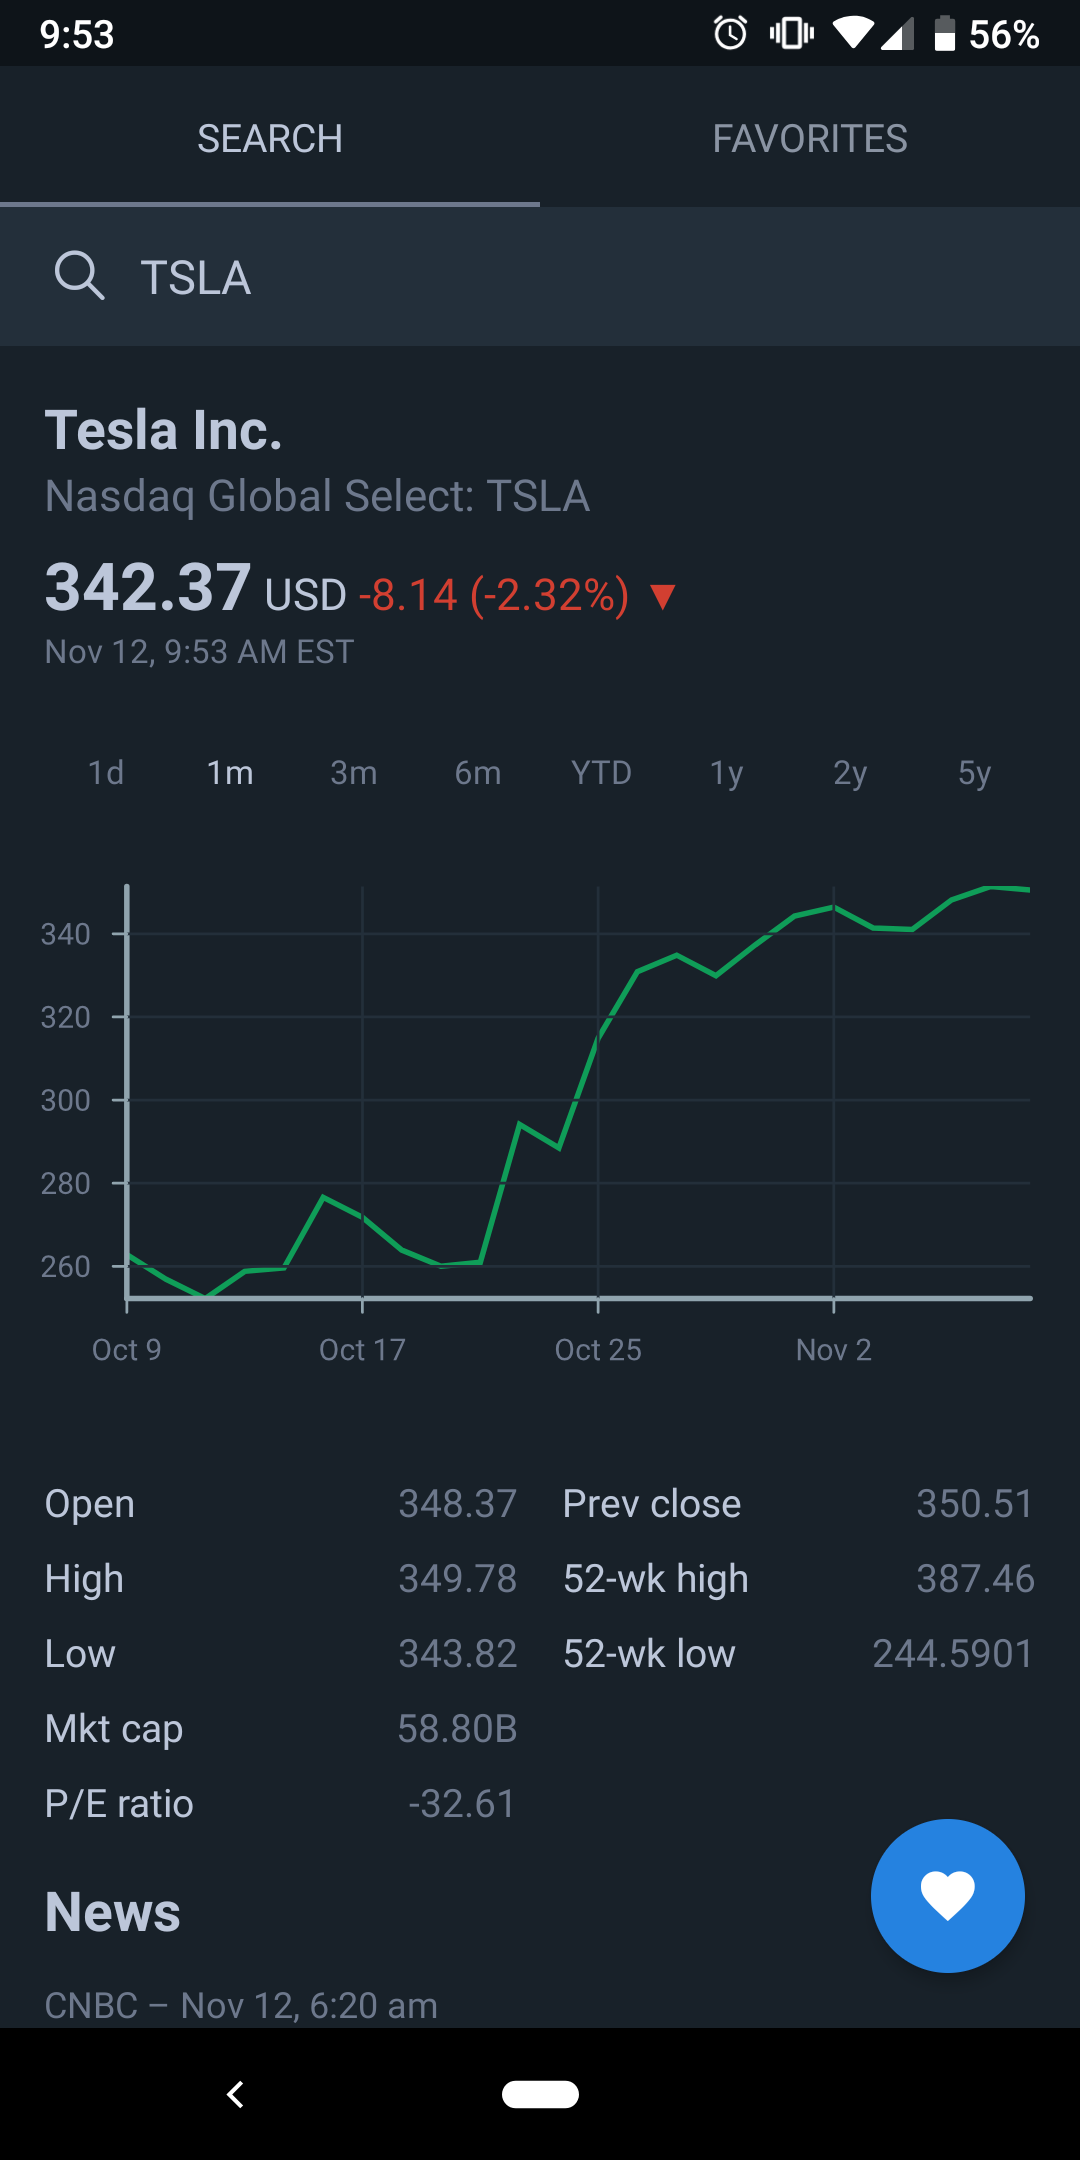 9:53
56%
SEARCH
FAVORITES
TSLA
Tesla Inc.
Nasdaq Global Select: TSLA
342.37 USD -8.14 (-2.32%) ▼
Nov 12, 9:53 AM EST
1d 1m 3m 6m YTD 1y 2y 5y
340
320
300
280
260
Oct 9 Oct 17 Oct 25 Nov 2
Open 348.37 Prev close 350.51
High 349.78 52-wk high 387.46
Low 343.82 52-wk low 244.5901
Mkt cap 58.80B
P/E ratio -32.61
News
CNBC – Nov 12, 6:20 am